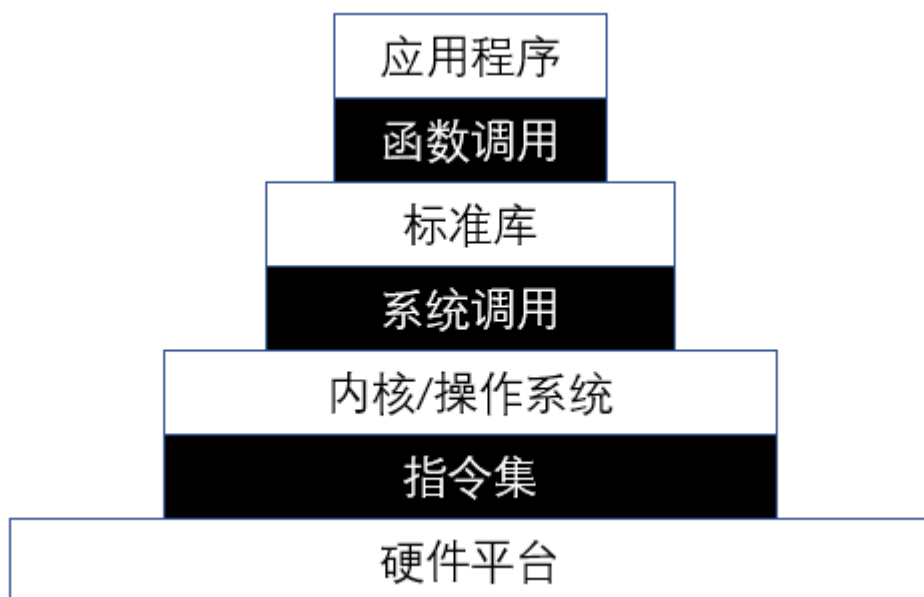 应用程序
函数调用
标准库
系统调用
内核/操作系统
指令集
硬件平台